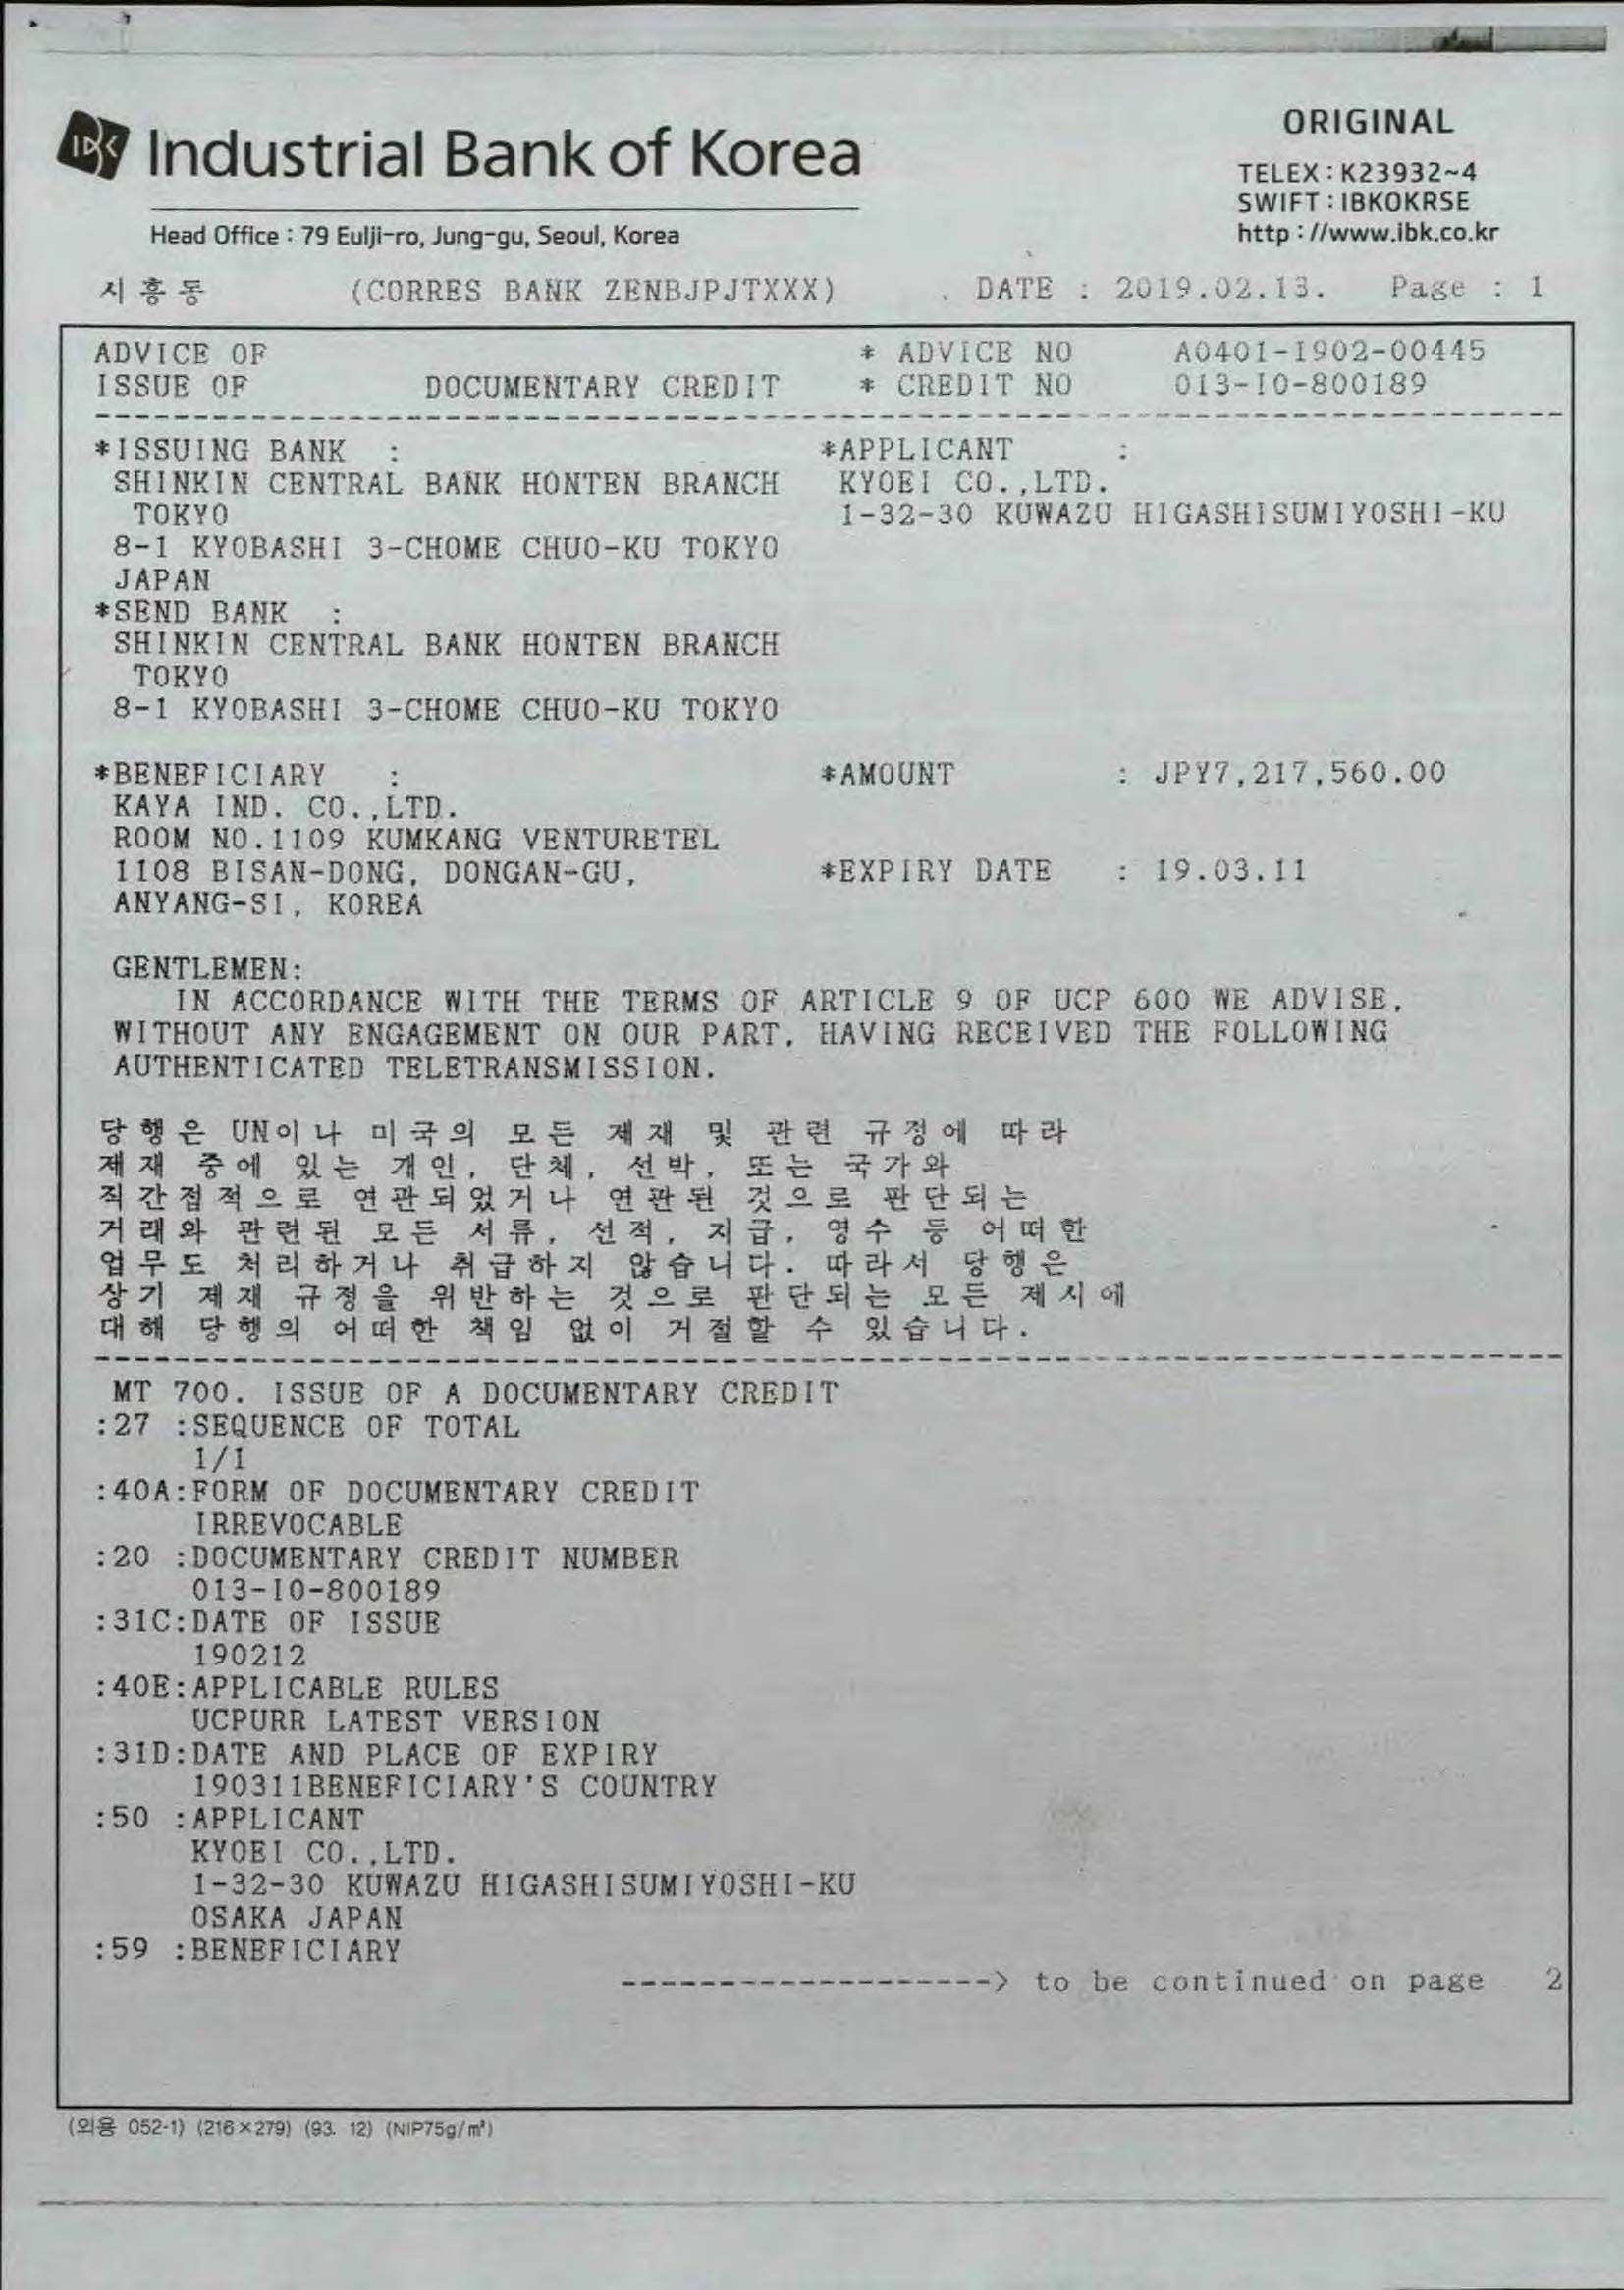 IBK Industrial Bank of Korea
Head Office : 79 Eulji-ro, Jung-gu, Seoul, Korea
ORIGINAL
TELEX : K23932~4
SWIFT : IBKOKRSE
http : //www.ibk.co.kr
시흥동 (CORRES BANK ZENBJPJTXXX) DATE : 2019.02.13. Page : 1
ADVICE OF * ADVICE NO A0401-1902-00445
ISSUE OF DOCUMENTARY CREDIT * CREDIT NO 013-10-800189
*ISSUING BANK : *APPLICANT :
SHINKIN CENTRAL BANK HONTEN BRANCH KYOEI CO.,LTD.
TOKYO 1-32-30 KUWAZU HIGASHISUMIYOSHI-KU
8-1 KYOBASHI 3-CHOME CHUO-KU TOKYO
JAPAN
*SEND BANK :
SHINKIN CENTRAL BANK HONTEN BRANCH
TOKYO
8-1 KYOBASHI 3-CHOME CHUO-KU TOKYO
*BENEFICIARY : *AMOUNT : JPY7,217,560.00
KAYA IND. CO.,LTD.
ROOM NO.1109 KUMKANG VENTURETEL
1108 BISAN-DONG, DONGAN-GU, *EXPIRY DATE : 19.03.11
ANYANG-SI, KOREA
GENTLEMEN:
IN ACCORDANCE WITH THE TERMS OF ARTICLE 9 OF UCP 600 WE ADVISE,
WITHOUT ANY ENGAGEMENT ON OUR PART, HAVING RECEIVED THE FOLLOWING
AUTHENTICATED TELETRANSMISSION.
당행은 UN이나 미국의 모든 제재 및 관련 규정에 따라
제재 중에 있는 개인, 단체, 선박, 또는 국가와
직간접적으로 연관되었거나 연관된 것으로 판단되는
거래와 관련된 모든 서류, 선적, 지급, 영수 등 어떠한
업무도 처리하거나 취급하지 않습니다. 따라서 당행은
상기 제재 규정을 위반하는 것으로 판단되는 모든 제시에
대해 당행의 어떠한 책임 없이 거절할 수 있습니다.
MT 700. ISSUE OF A DOCUMENTARY CREDIT
:27 :SEQUENCE OF TOTAL
1/1
:40A:FORM OF DOCUMENTARY CREDIT
IRREVOCABLE
:20 :DOCUMENTARY CREDIT NUMBER
013-10-800189
:31C:DATE OF ISSUE
190212
:40E:APPLICABLE RULES
UCPURR LATEST VERSION
:31D:DATE AND PLACE OF EXPIRY
190311BENEFICIARY'S COUNTRY
:50 :APPLICANT
KYOEI CO.,LTD.
1-32-30 KUWAZU HIGASHISUMIYOSHI-KU
OSAKA JAPAN
:59 :BENEFICIARY
-------------------> to be continued on page 2
(외용 052-1) (216×279) (93. 12) (NIP75g/㎡)